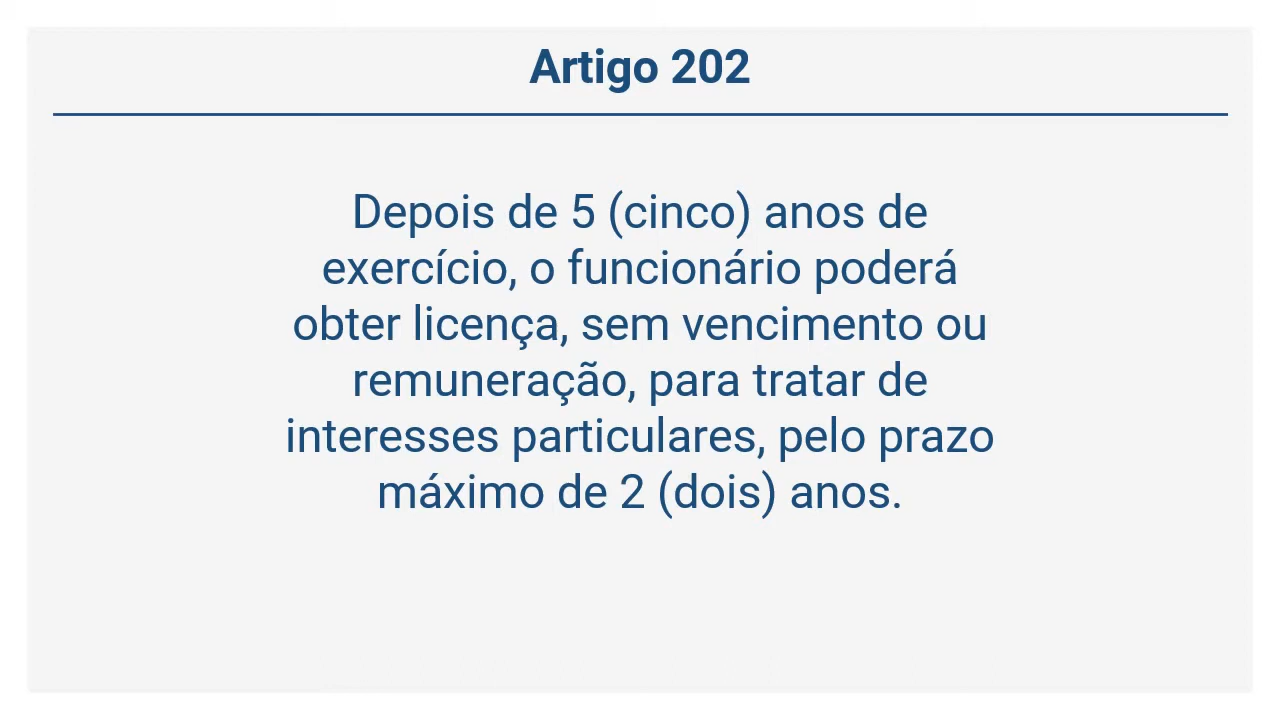 Artigo 202
Depois de 5 (cinco) anos de
exercício, o funcionário poderá
obter licença, sem vencimento ou
remuneração, para tratar de
interesses particulares, pelo prazo
máximo de 2 (dois) anos.